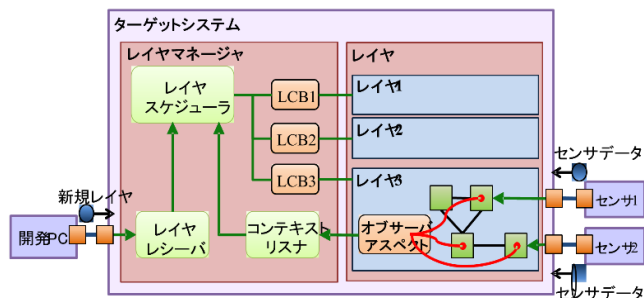 ターゲットシステム
レイヤマネージャ
レイヤ
スケジューラ
LCB1
LCB2
LCB3
レイヤ
レイヤ1
レイヤ2
レイヤ3
オブザーバ
アスペクト
コンテキスト
リスナ
レイヤ
レシーバ
新規レイヤ
開発PC
センサデータ
センサ1
センサ2
センサデータ